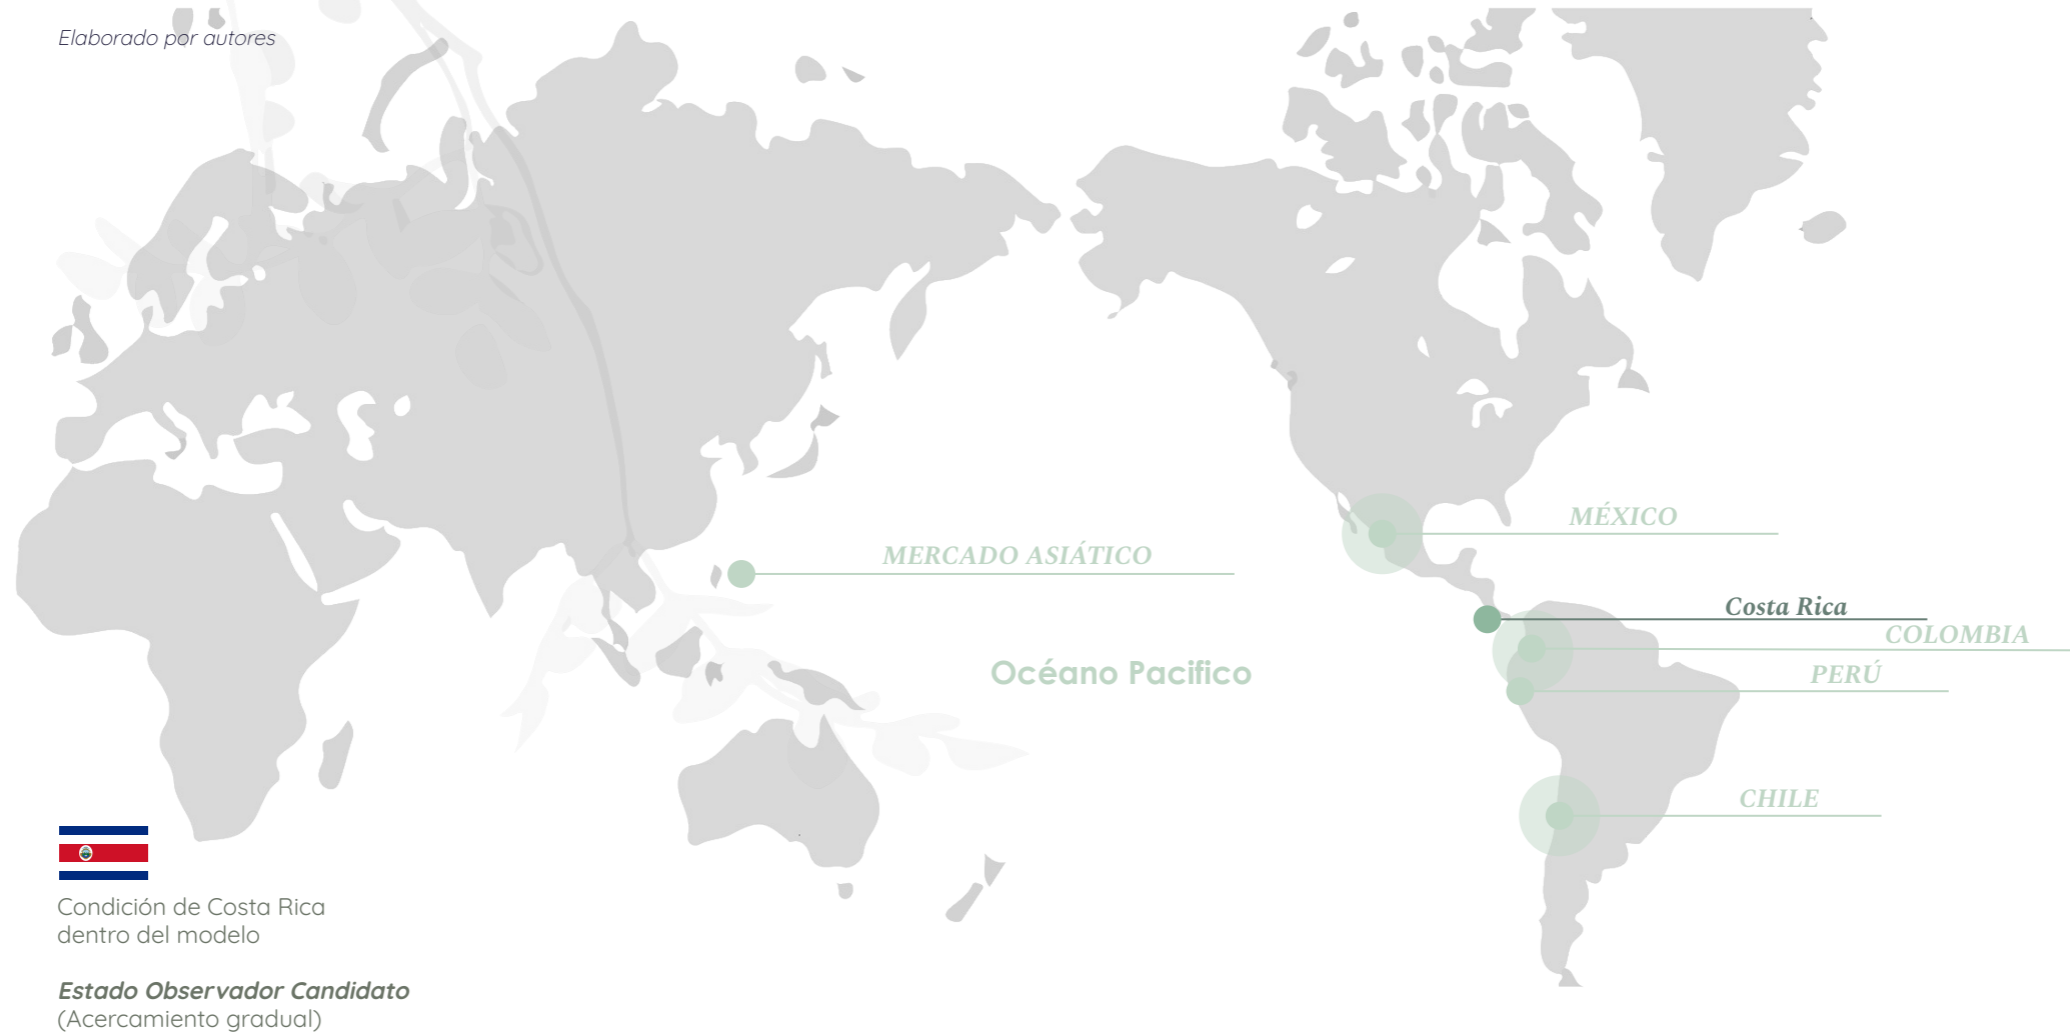 Elaborado por autores
MÉXICO
MERCADO ASIÁTICO
Costa Rica
COLOMBIA
Océano Pacifico
PERÚ
CHILE
Condición de Costa Rica
dentro del modelo
Estado Observador Candidato
(Acercamiento gradual)